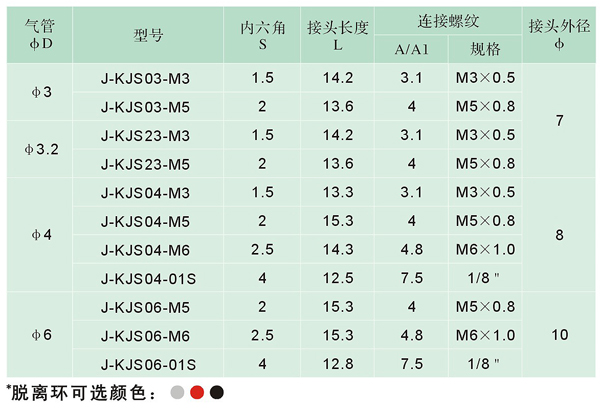 气管 φD 型号 内六角 S 接头长度 L 连接螺纹 接头外径 φ
A/A1 规格
φ3 J-KJS03-M3 1.5 14.2 3.1 M3×0.5 7
J-KJS03-M5 2 13.6 4 M5×0.8
φ3.2 J-KJS23-M3 1.5 14.2 3.1 M3×0.5
J-KJS23-M5 2 13.6 4 M5×0.8
φ4 J-KJS04-M3 1.5 13.3 3.1 M3×0.5 8
J-KJS04-M5 2 15.3 4 M5×0.8
J-KJS04-M6 2.5 14.3 4.8 M6×1.0
J-KJS04-01S 4 12.5 7.5 1/8"
φ6 J-KJS06-M5 2 15.3 4 M5×0.8 10
J-KJS06-M6 2.5 15.3 4.8 M6×1.0
J-KJS06-01S 4 12.8 7.5 1/8"
*脱离环可选颜色：